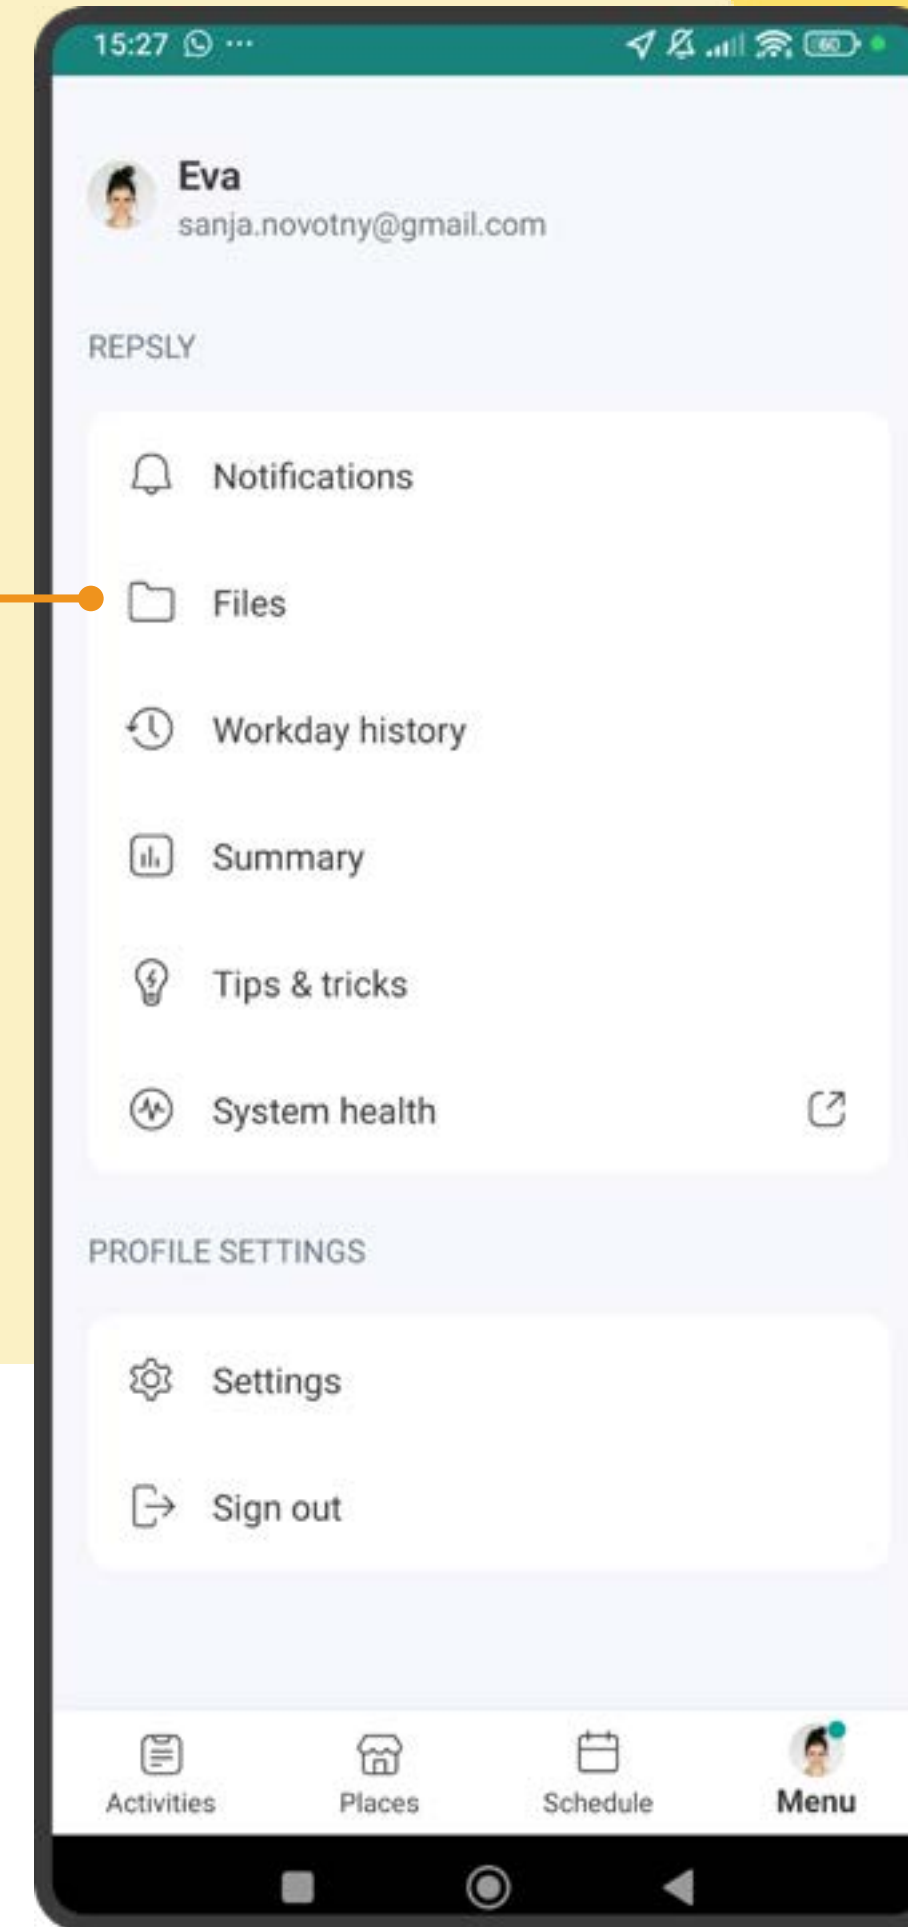 15:27
60
Eva
sanja.novotny@gmail.com
REPSLY
Notifications
Files
Workday history
Summary
Tips & tricks
System health
PROFILE SETTINGS
Settings
Sign out
Activities Places Schedule Menu